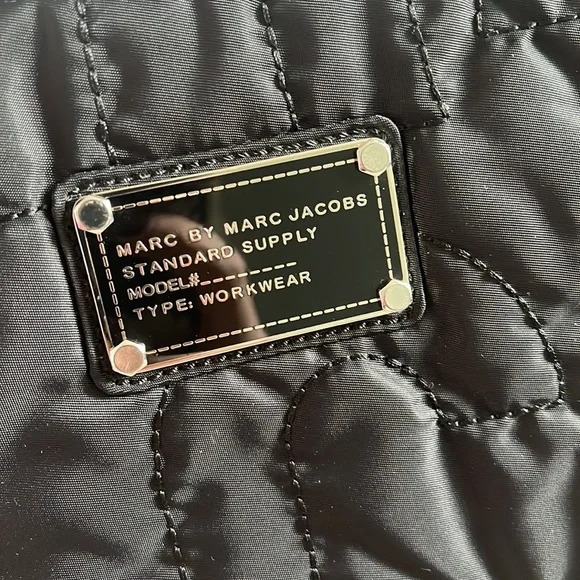 MARC BY MARC JACOBS
STANDARD SUPPLY
MODEL#_________
TYPE: WORKWEAR